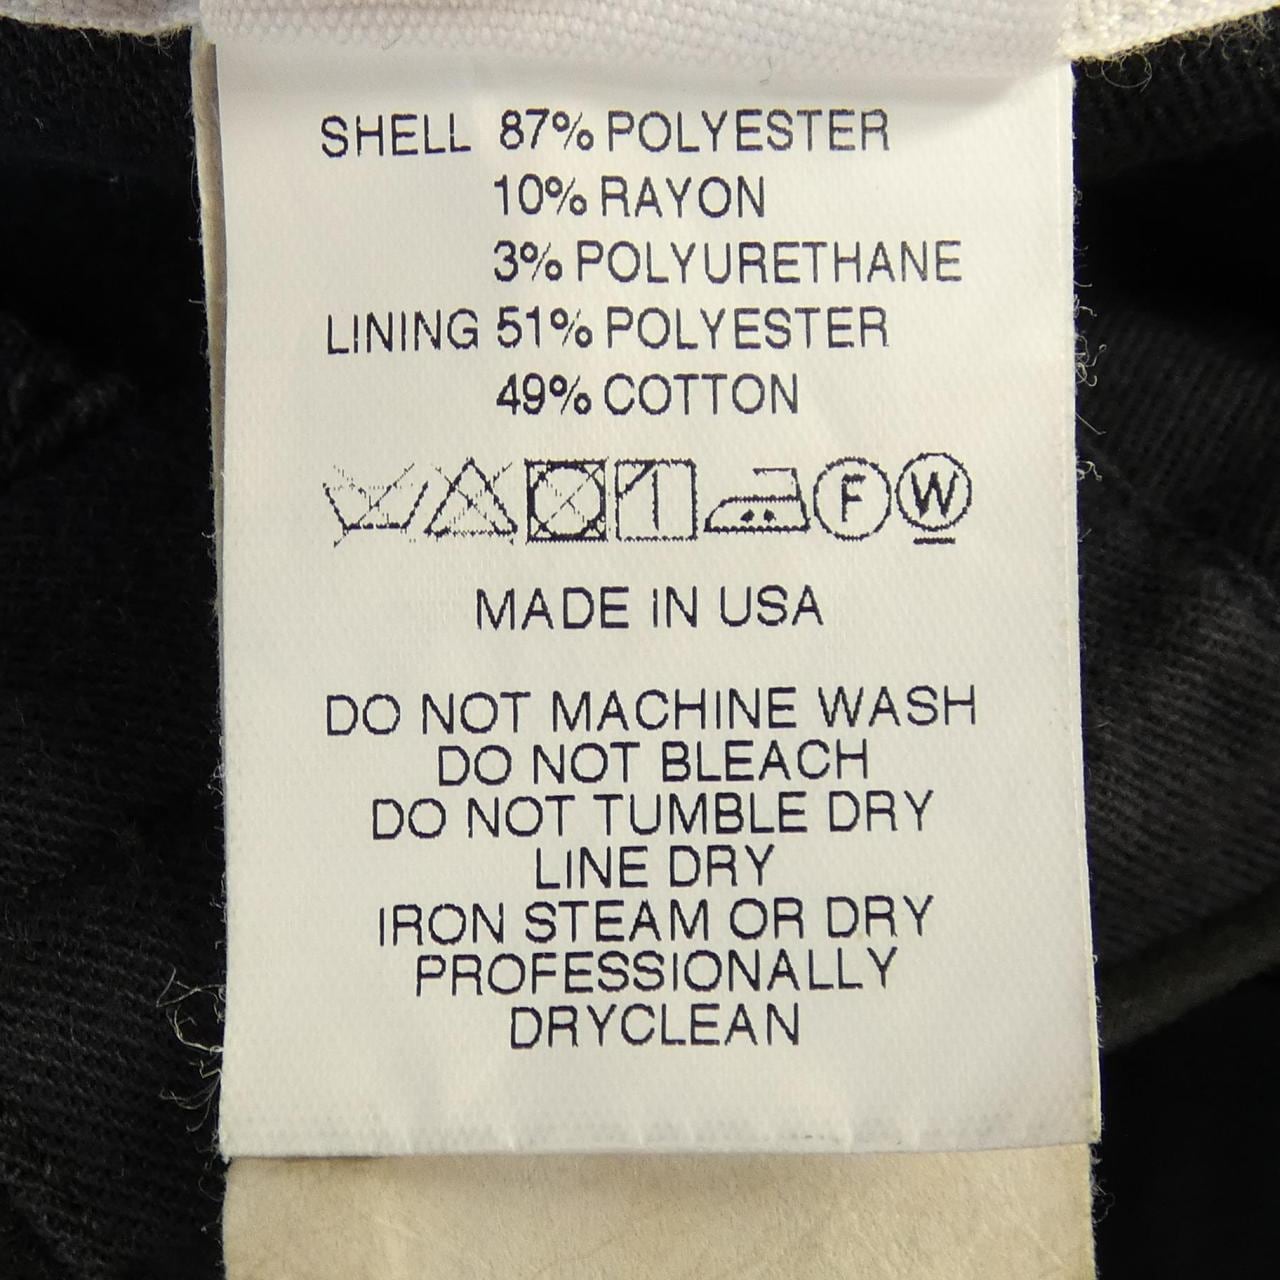 SHELL 87% POLYESTER
10% RAYON
3% POLYURETHANE
LINING 51% POLYESTER
49% COTTON
F W
MADE IN USA
DO NOT MACHINE WASH
DO NOT BLEACH
DO NOT TUMBLE DRY
LINE DRY
IRON STEAM OR DRY
PROFESSIONALLY
DRYCLEAN